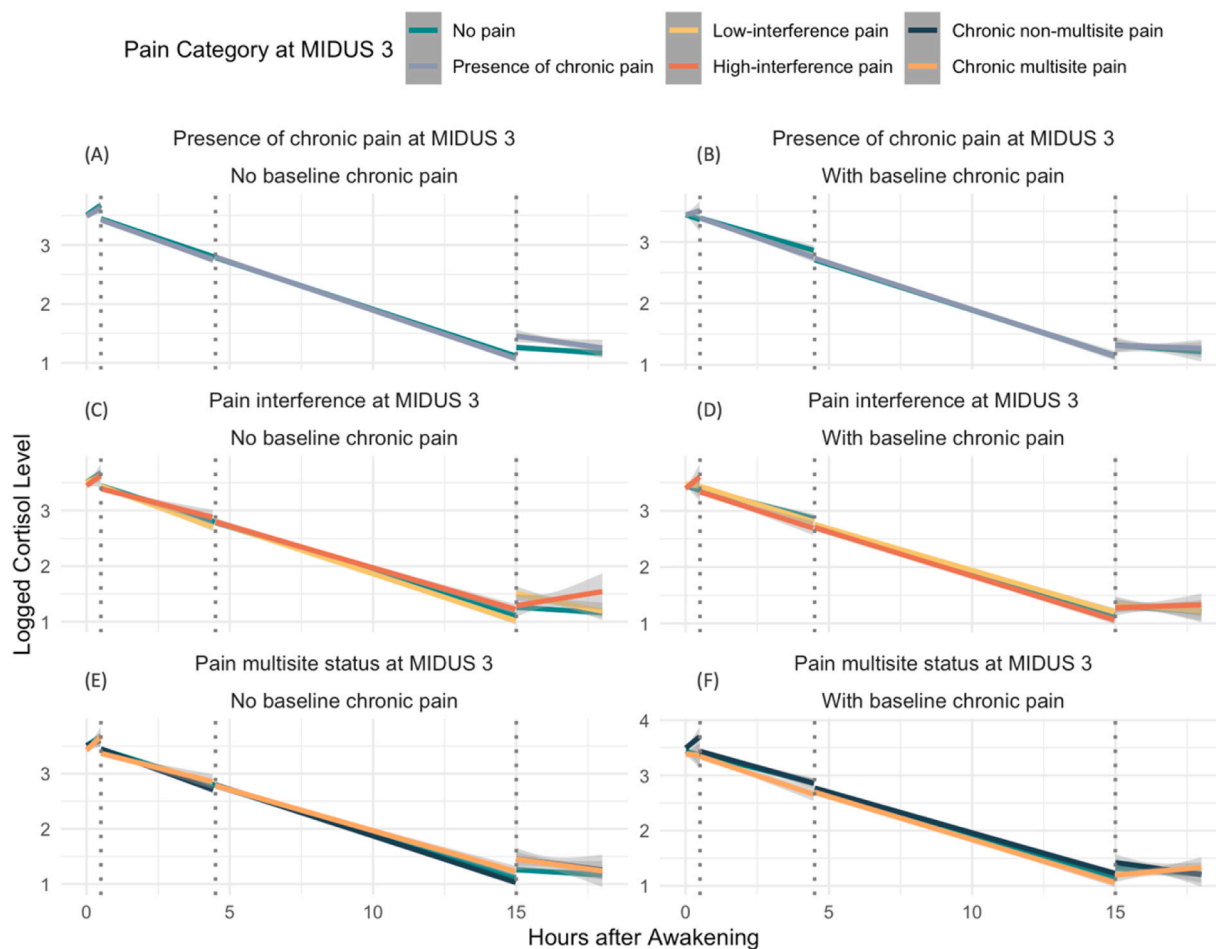 Pain Category at MIDUS 3
No pain
Presence of chronic pain
Low-interference pain
High-interference pain
Chronic non-multisite pain
Chronic multisite pain
Presence of chronic pain at MIDUS 3
(A)
No baseline chronic pain
3
2
1
Presence of chronic pain at MIDUS 3
(B)
With baseline chronic pain
3
2
1
Pain interference at MIDUS 3
(C)
No baseline chronic pain
3
2
1
Pain interference at MIDUS 3
(D)
With baseline chronic pain
3
2
1
Logged Cortisol Level
Pain multisite status at MIDUS 3
(E)
No baseline chronic pain
3
2
1
0 5 10 15
Pain multisite status at MIDUS 3
(F)
With baseline chronic pain
4
3
2
1
0 5 10 15
Hours after Awakening